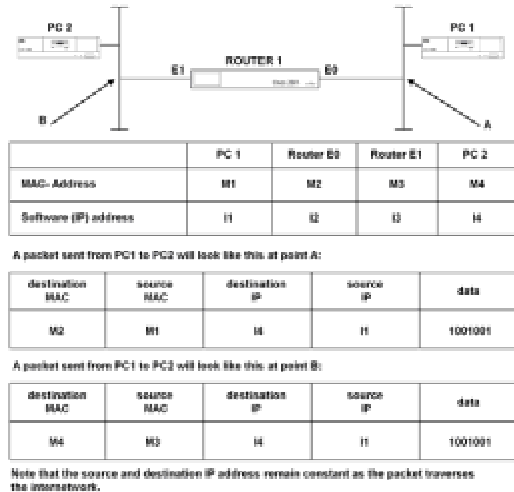 PC 2
PC 1
ROUTER 1
E1
E0
B
A
PC 1 Router E0 Router E1 PC 2
MAC- Address M1 M2 M3 M4
Software (IP) address I1 I2 I3 I4
A packet sent from PC1 to PC2 will look like this at point A:
destination MAC source MAC destination IP source IP data
M2 M1 I4 I1 1001001
A packet sent from PC1 to PC2 will look like this at point B:
destination MAC source MAC destination IP source IP data
M4 M3 I4 I1 1001001
Note that the source and destination IP address remain constant as the packet traverses
the internetwork.